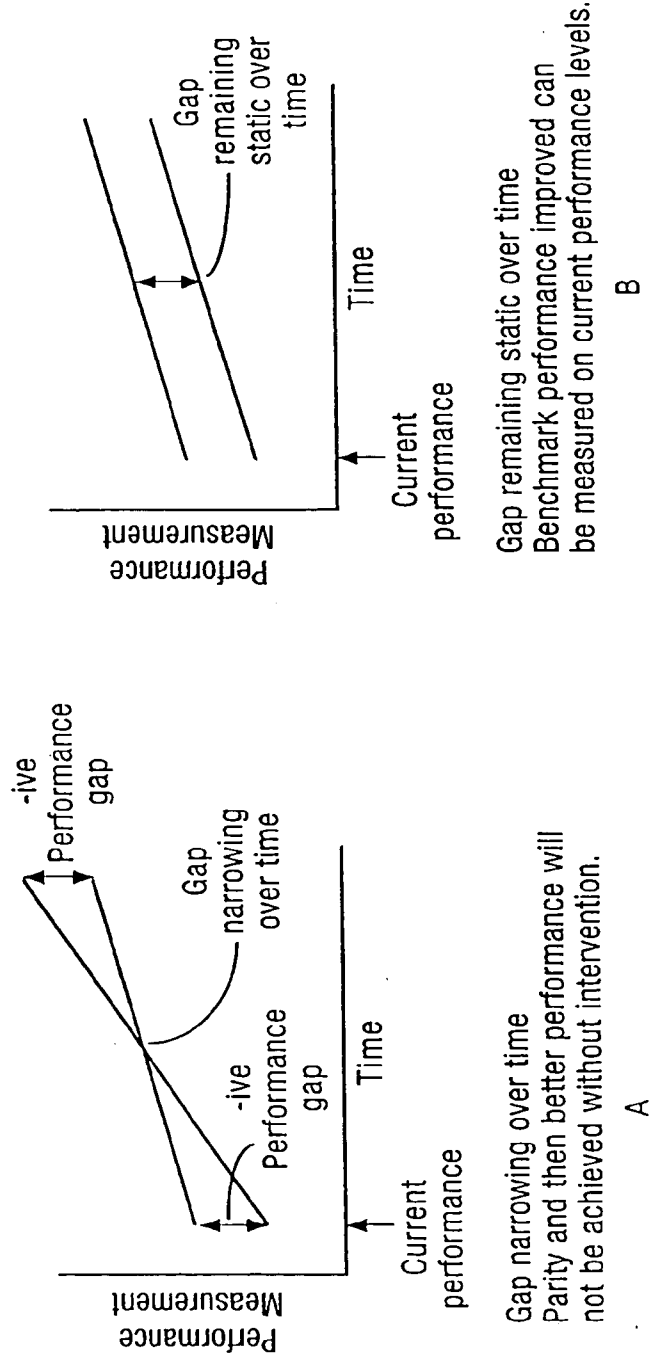 Performance
Measurement
-ive
Performance
gap
Gap
narrowing
over time
-ive
Performance
gap
Time
Current
performance
Gap narrowing over time
Parity and then better performance will
not be achieved without intervention.
A
Performance
Measurement
Gap
remaining
static over
time
Time
Current
performance
Gap remaining static over time
Benchmark performance improved can
be measured on current performance levels.
B